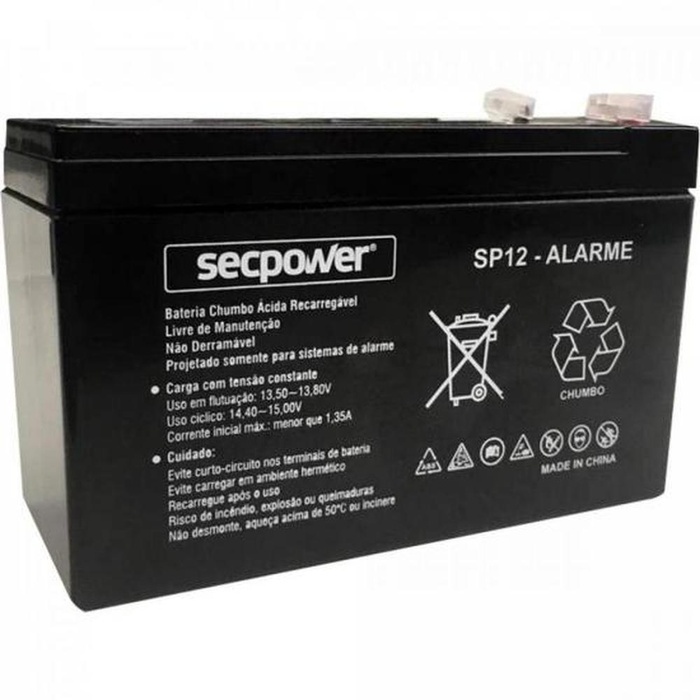 secpower®
SP12 - ALARME
Bateria Chumbo Ácida Recarregável
Livre de Manutenção
Não Derramável
Projetado somente para sistemas de alarme
• Carga com tensão constante
Uso em flutuação: 13,50~13,80V
Uso ciclico: 14,40~15,00V
Corrente inicial máx.: menor que 1,35A
• Cuidado:
Evite curto-circuito nos terminais de bateria
Evite carregar em ambiente hermético
Recarregue após o uso
Risco de incêndio, explosão ou queimaduras
Não desmonte, aqueça acima de 50°C ou incinere
CHUMBO
ABS
MADE IN CHINA